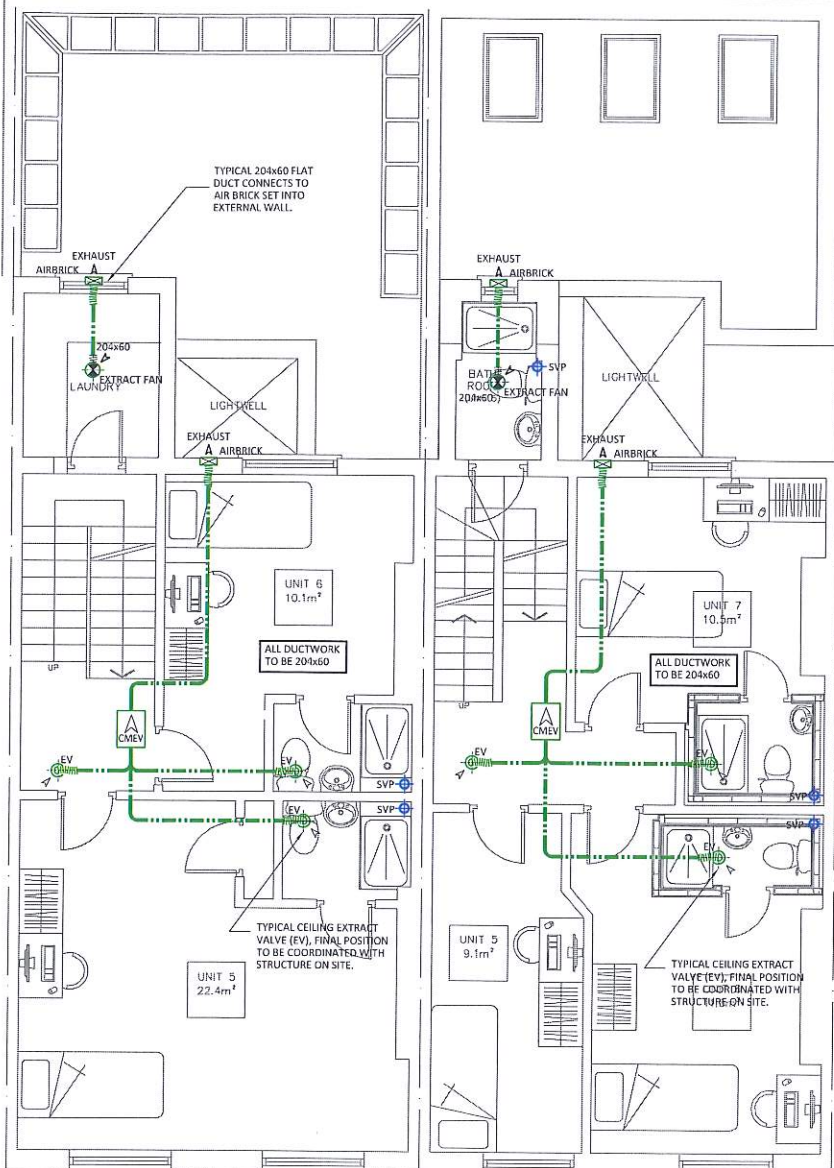 TYPICAL 204x60 FLAT
DUCT CONNECTS TO
AIR BRICK SET INTO
EXTERNAL WALL.
EXHAUST
AIRBRICK
204x60
EXTRACT FAN
LAUNDRY
LIGHTWELL
EXHAUST
AIRBRICK
UNIT 6
10.1m²
ALL DUCTWORK
TO BE 204x60
UP
CMEV
EV
EV
SVP
SVP
EV
TYPICAL CEILING EXTRACT
VALVE (EV), FINAL POSITION
TO BE COORDINATED WITH
STRUCTURE ON SITE.
UNIT 5
22.4m²
EXHAUST
AIRBRICK
SVP
EXTRACT FAN
204x60
LIGHTWELL
EXHAUST
AIRBRICK
UNIT 7
10.5m²
ALL DUCTWORK
TO BE 204x60
UP
CMEV
EV
EV
SVP
SVP
EV
UNIT 5
9.1m²
TYPICAL CEILING EXTRACT
VALVE (EV), FINAL POSITION
TO BE COORDINATED WITH
STRUCTURE ON SITE.